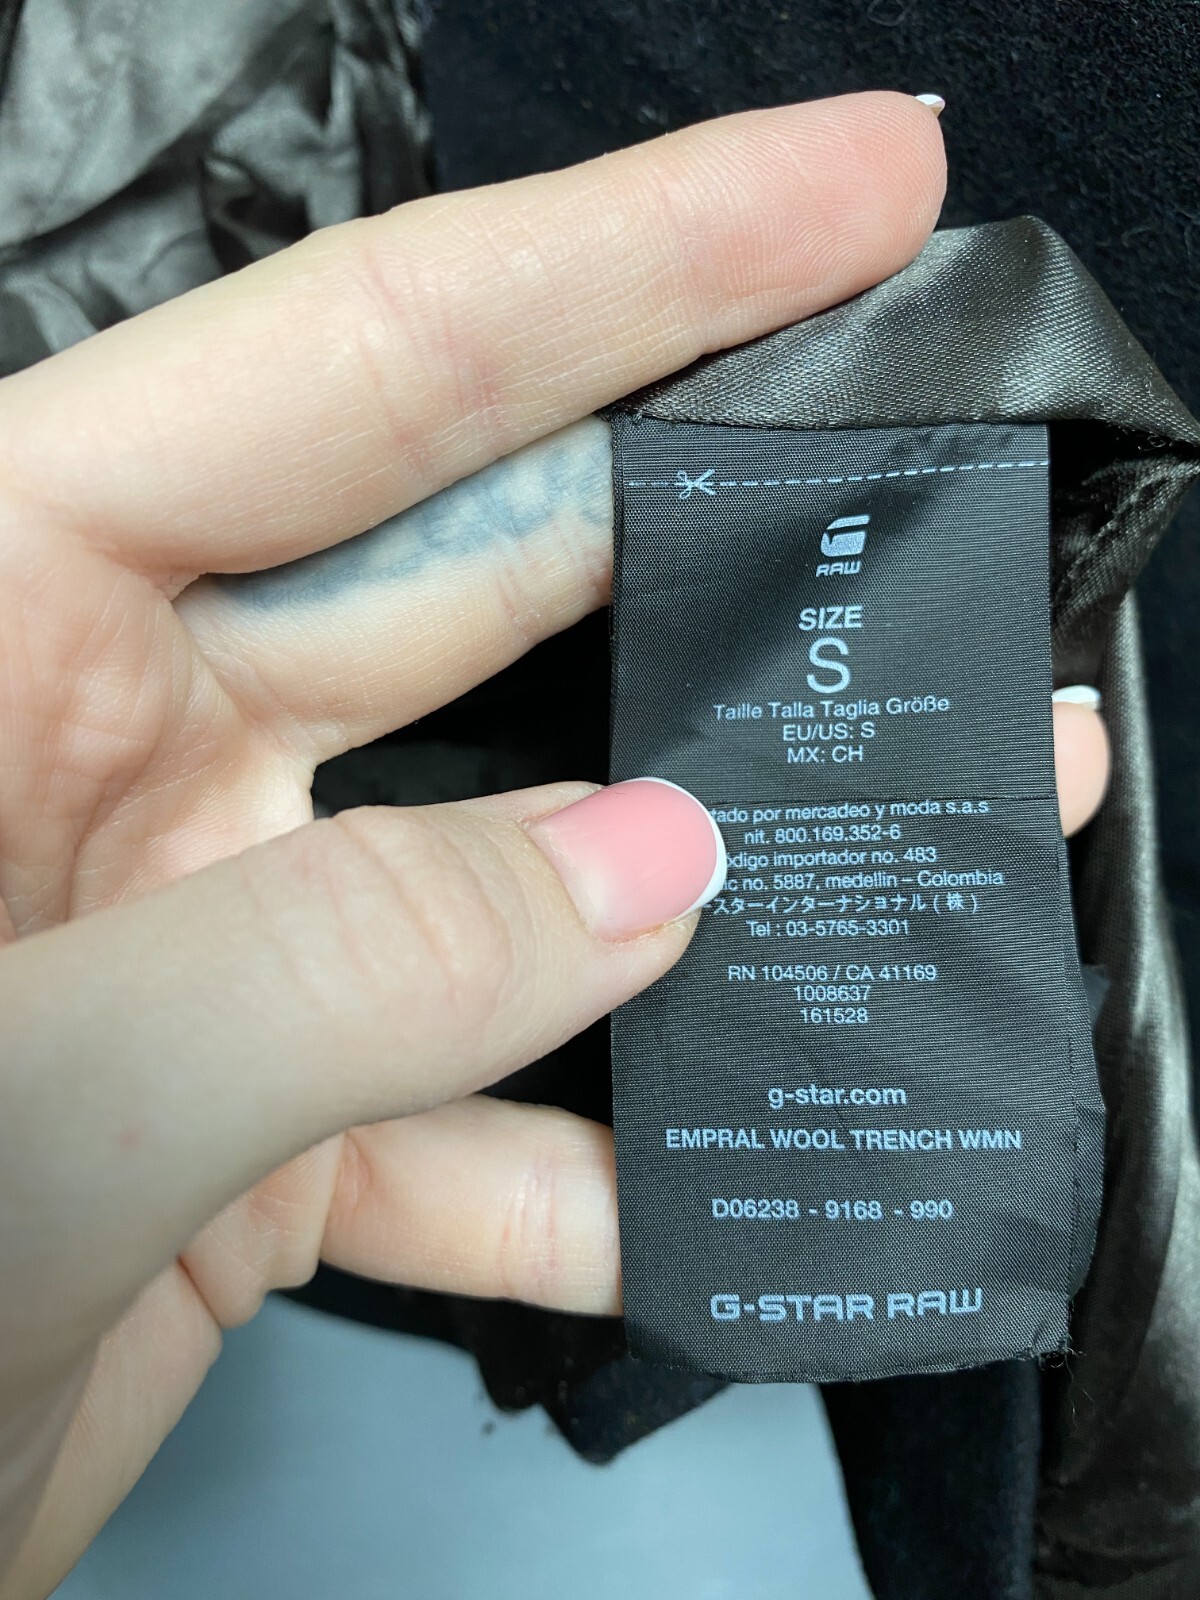 RAW
SIZE
S
Taille Talla Taglia Größe
EU/US: S
MX: CH
por mercadeo y moda s.a.s
nit. 800.169.352-6
importador no. 483
no. 5887, medellin – Colombia
スターインターナショナル ( 株 )
Tel : 03-5765-3301
RN 104506 / CA 41169
1008637
161528
g-star.com
EMPRAL WOOL TRENCH WMN
D06238 - 9168 - 990
G-STAR RAW